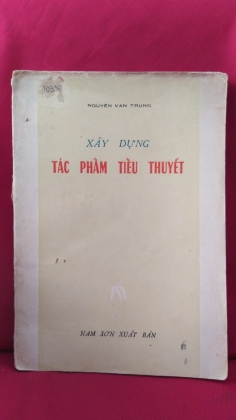 NGUYỄN VĂN TRUNG
XÂY DỰNG
TÁC PHẨM TIỂU THUYẾT
NAM SƠN XUẤT BẢN